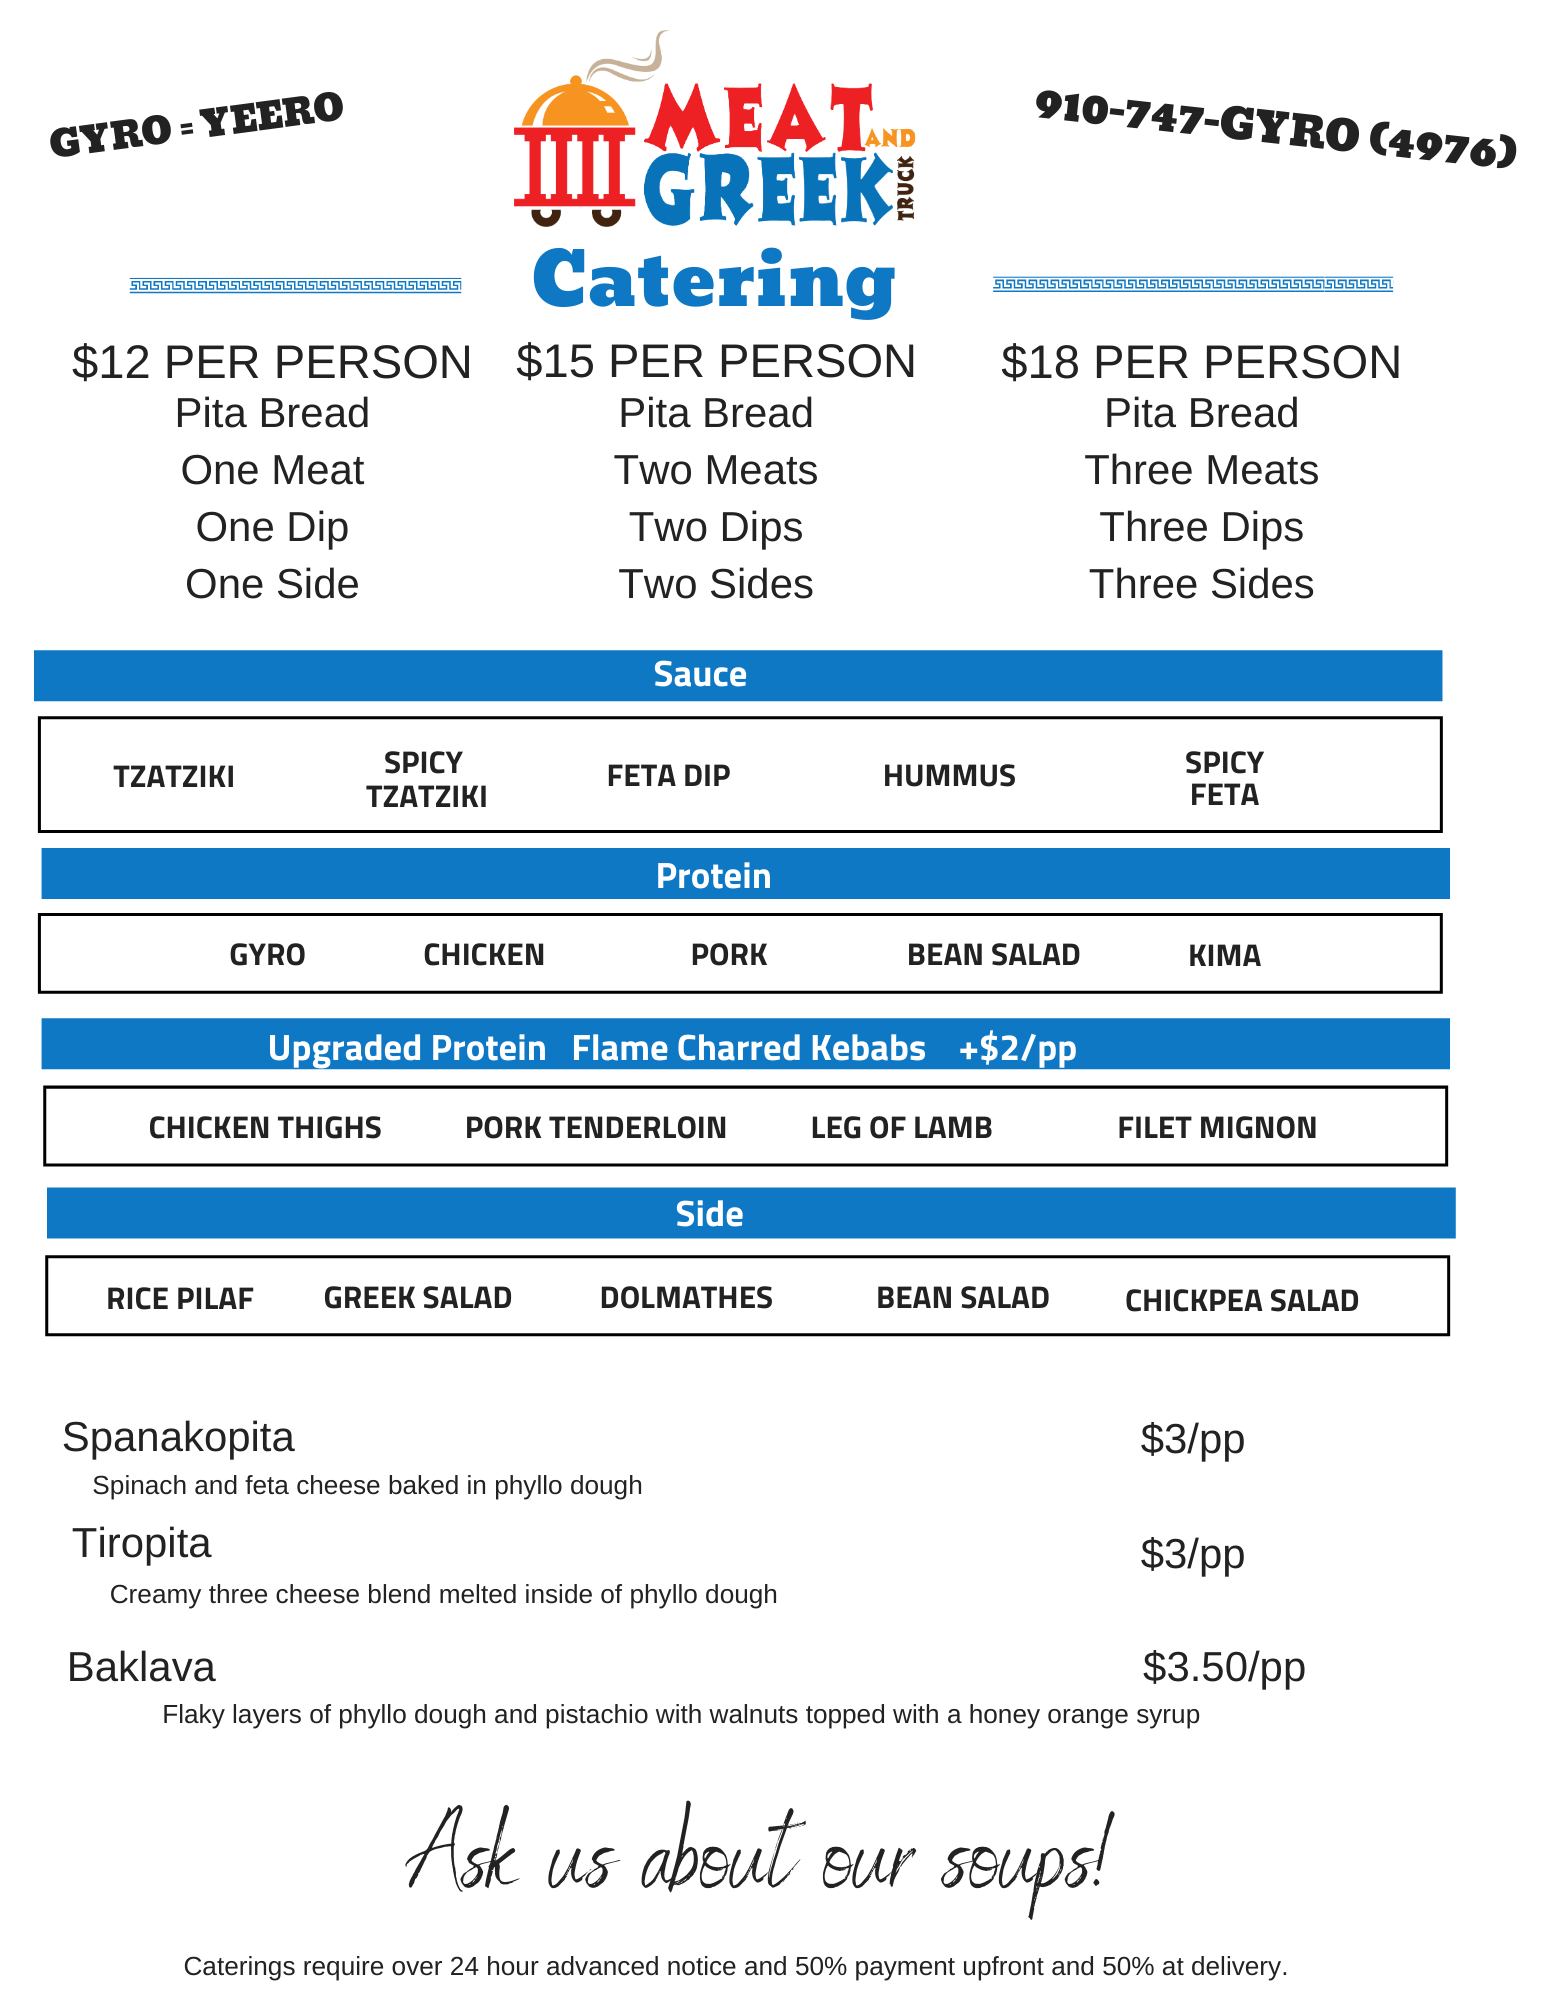 GYRO = YEERO
MEAT AND
GREEK TRUCK
910-747-GYRO (4976)
Catering
$12 PER PERSON
Pita Bread
One Meat
One Dip
One Side
$15 PER PERSON
Pita Bread
Two Meats
Two Dips
Two Sides
$18 PER PERSON
Pita Bread
Three Meats
Three Dips
Three Sides
Sauce
TZATZIKI
SPICY
TZATZIKI
FETA DIP
HUMMUS
SPICY
FETA
Protein
GYRO CHICKEN PORK BEAN SALAD KIMA
Upgraded Protein Flame Charred Kebabs +$2/pp
CHICKEN THIGHS PORK TENDERLOIN LEG OF LAMB FILET MIGNON
Side
RICE PILAF GREEK SALAD DOLMATHES BEAN SALAD CHICKPEA SALAD
Spanakopita $3/pp
Spinach and feta cheese baked in phyllo dough
Tiropita $3/pp
Creamy three cheese blend melted inside of phyllo dough
Baklava $3.50/pp
Flaky layers of phyllo dough and pistachio with walnuts topped with a honey orange syrup
Ask us about our soups!
Caterings require over 24 hour advanced notice and 50% payment upfront and 50% at delivery.